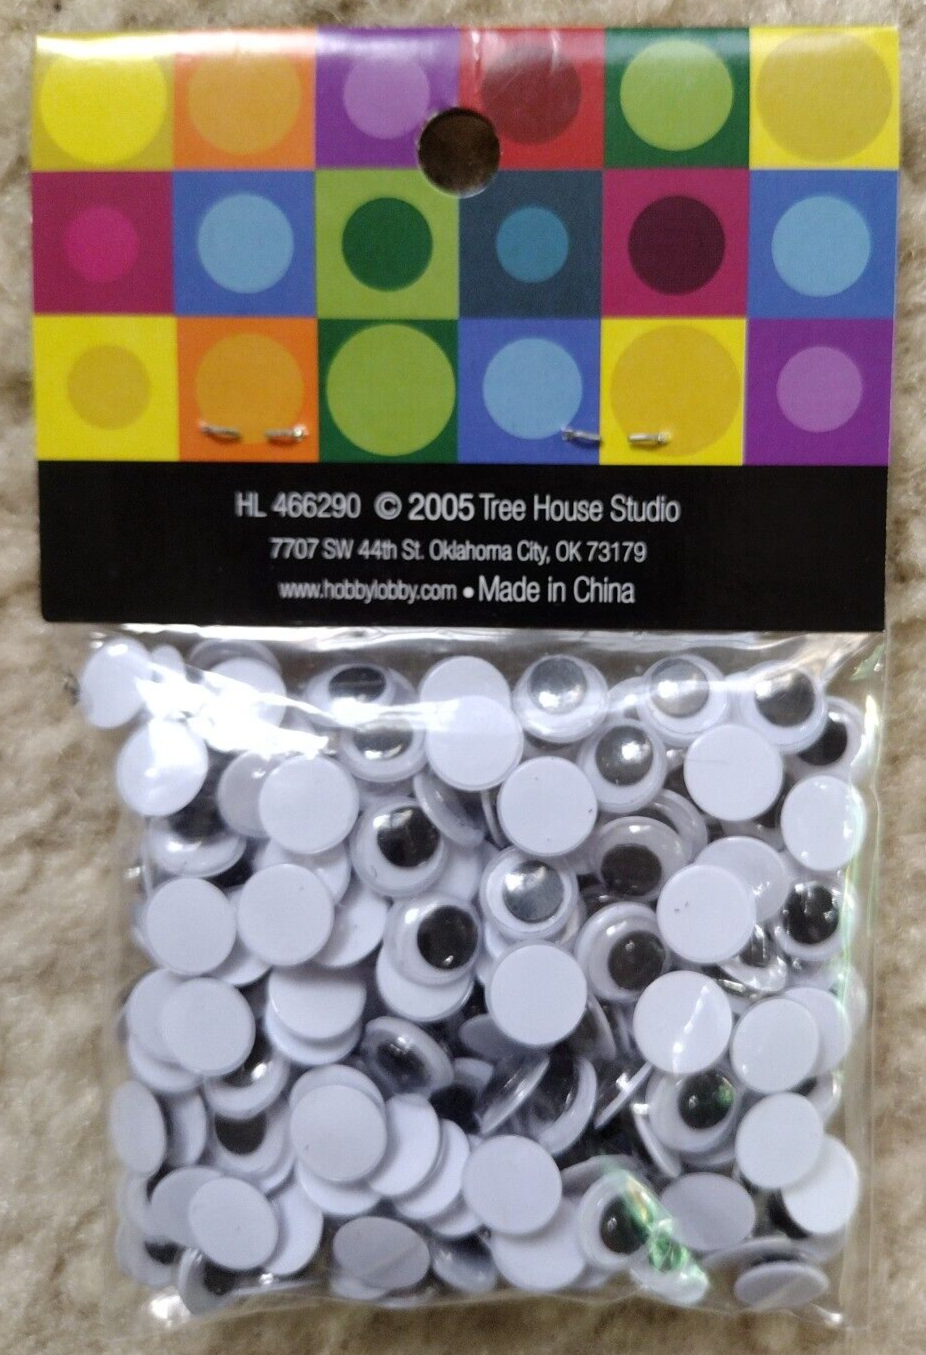 HL 466290 © 2005 Tree House Studio
7707 SW 44th St. Oklahoma City, OK 73179
www.hobbylobby.com • Made in China